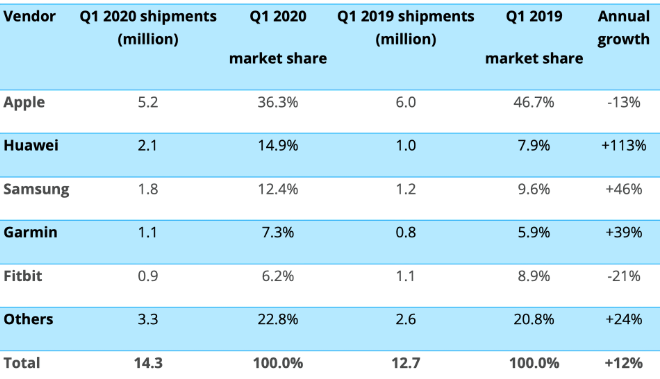 Vendor Q1 2020 shipments (million) Q1 2020 market share Q1 2019 shipments (million) Q1 2019 market share Annual growth
Apple 5.2 36.3% 6.0 46.7% -13%
Huawei 2.1 14.9% 1.0 7.9% +113%
Samsung 1.8 12.4% 1.2 9.6% +46%
Garmin 1.1 7.3% 0.8 5.9% +39%
Fitbit 0.9 6.2% 1.1 8.9% -21%
Others 3.3 22.8% 2.6 20.8% +24%
Total 14.3 100.0% 12.7 100.0% +12%